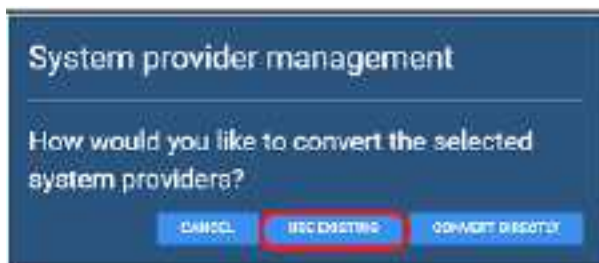 System provider management
How would you like to convert the selected
system providers?
CANCEL USE EXISTING CONVERT DIRECTLY